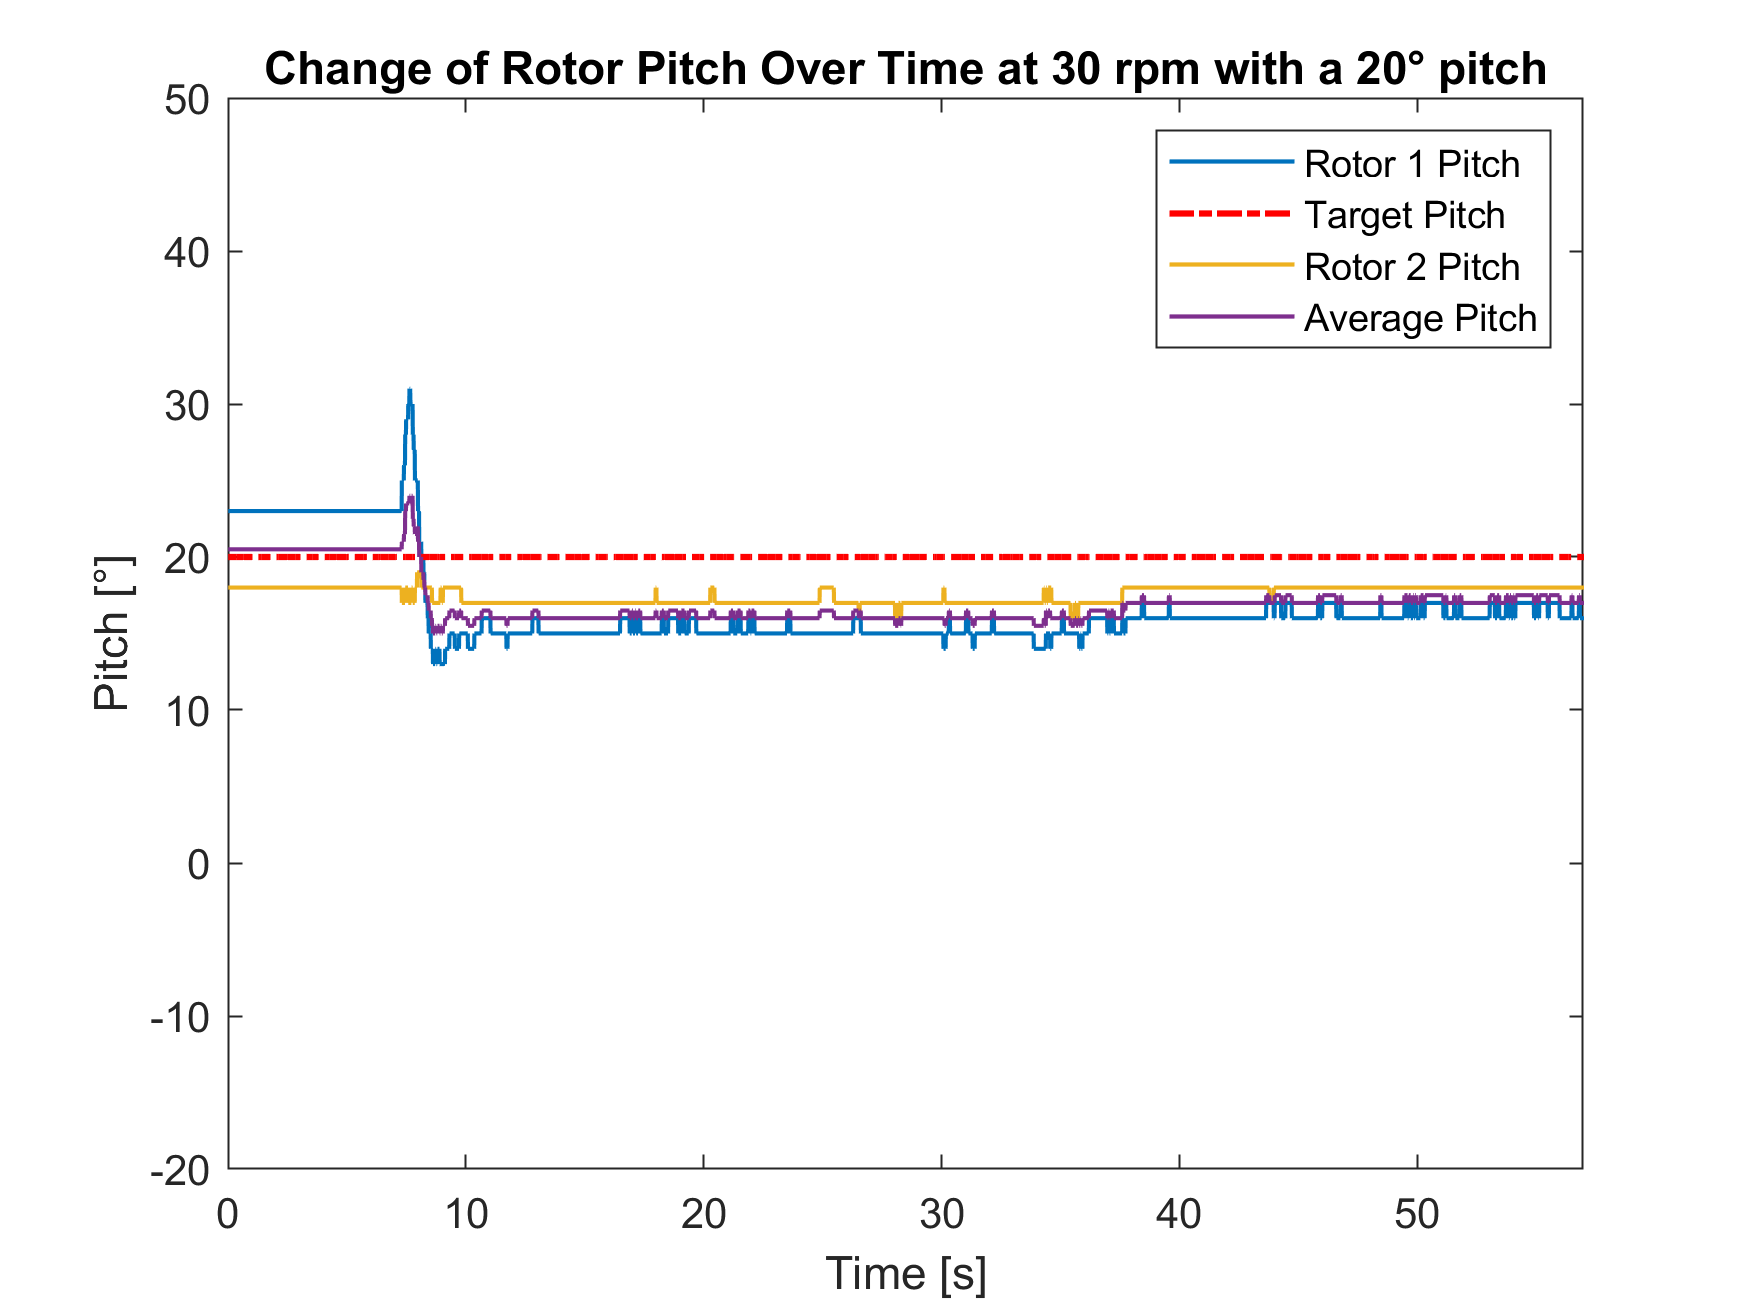 Change of Rotor Pitch Over Time at 30 rpm with a 20° pitch
50
40
30
20
10
0
-10
-20
Pitch [°]
Rotor 1 Pitch
Target Pitch
Rotor 2 Pitch
Average Pitch
0 10 20 30 40 50
Time [s]